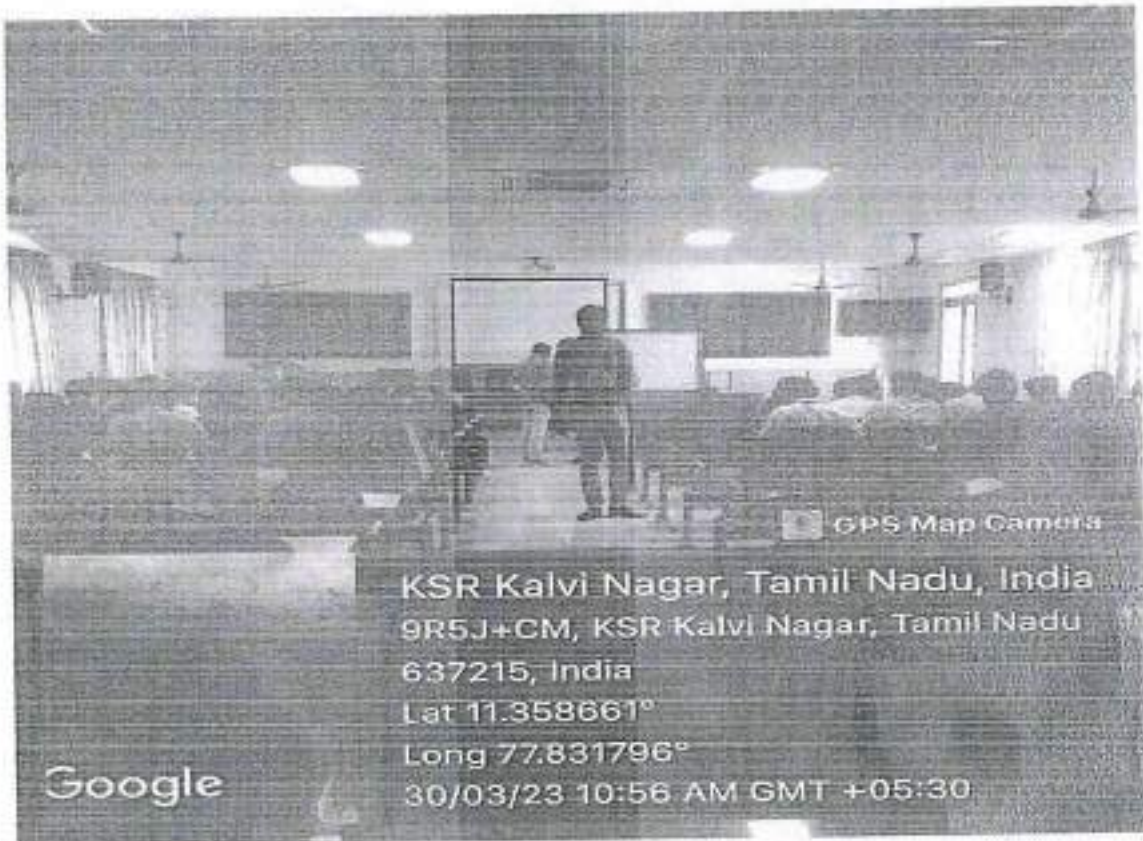 GPS Map Camera
KSR Kalvi Nagar, Tamil Nadu, India
9R5J+CM, KSR Kalvi Nagar, Tamil Nadu
637215, India
Lat 11.358661°
Long 77.831796°
30/03/23 10:56 AM GMT +05:30
Google